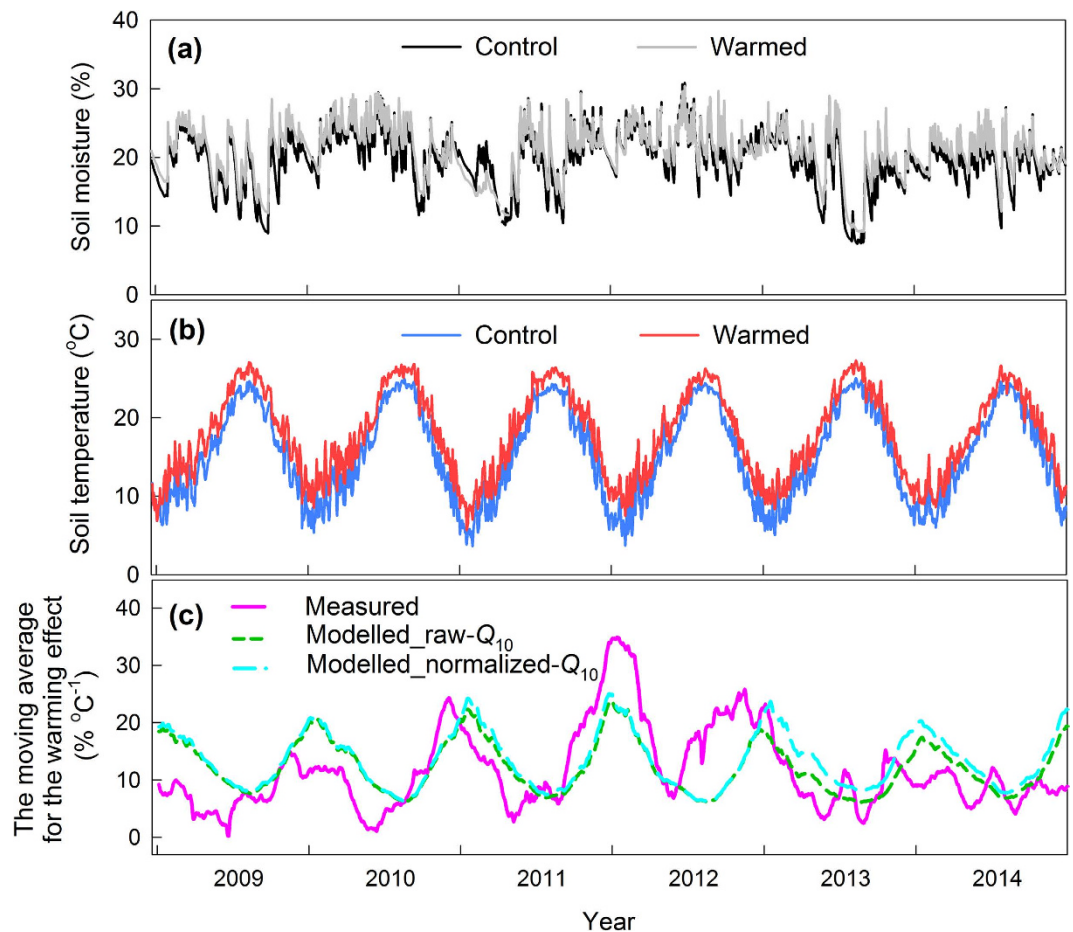 (a)
Control
Warmed
Soil moisture (%)
40
30
20
10
0
(b)
Control
Warmed
Soil temperature (°C)
30
20
10
0
(c)
Measured
Modelled_raw-Q10
Modelled_normalized-Q10
The moving average
for the warming effect
(% °C-1)
40
30
20
10
0
2009 2010 2011 2012 2013 2014
Year